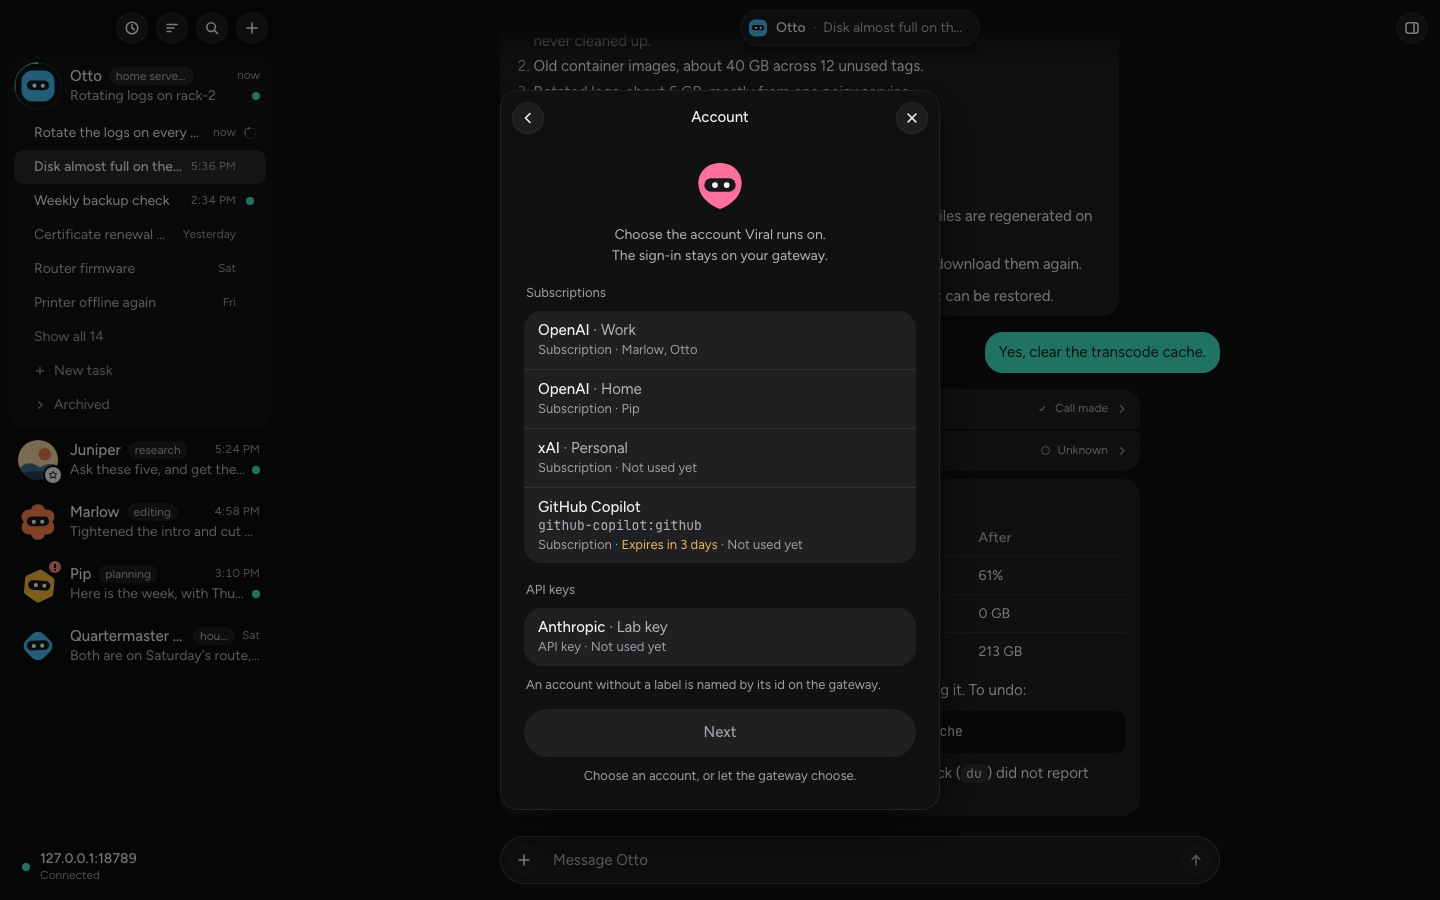 Otto home serve... now
Rotating logs on rack-2
Rotate the logs on every ... now
Disk almost full on the... 5:36 PM
Weekly backup check 2:34 PM
Certificate renewal ... Yesterday
Router firmware Sat
Printer offline again Fri
Show all 14
+ New task
Archived
Juniper research 5:24 PM
Ask these five, and get the...
Marlow editing 4:58 PM
Tightened the intro and cut ...
Pip planning 3:10 PM
Here is the week, with Thu...
Quartermaster ... hou... Sat
Both are on Saturday's route,...
127.0.0.1:18789
Connected
Otto · Disk almost full on th...
never cleaned up.
2. Old container images, about 40 GB across 12 unused tags.
3. Rotated logs, about 6 GB, mostly from one noisy service.
Account
Choose the account Viral runs on.
The sign-in stays on your gateway.
Subscriptions
OpenAI · Work
Subscription · Marlow, Otto
OpenAI · Home
Subscription · Pip
xAI · Personal
Subscription · Not used yet
GitHub Copilot
github-copilot:github
Subscription · Expires in 3 days · Not used yet
API keys
Anthropic · Lab key
API key · Not used yet
An account without a label is named by its id on the gateway.
Next
Choose an account, or let the gateway choose.
are regenerated on
download them again.
can be restored.
Yes, clear the transcode cache.
Call made
Unknown
After
61%
0 GB
213 GB
it. To undo:
( du ) did not report
Message Otto